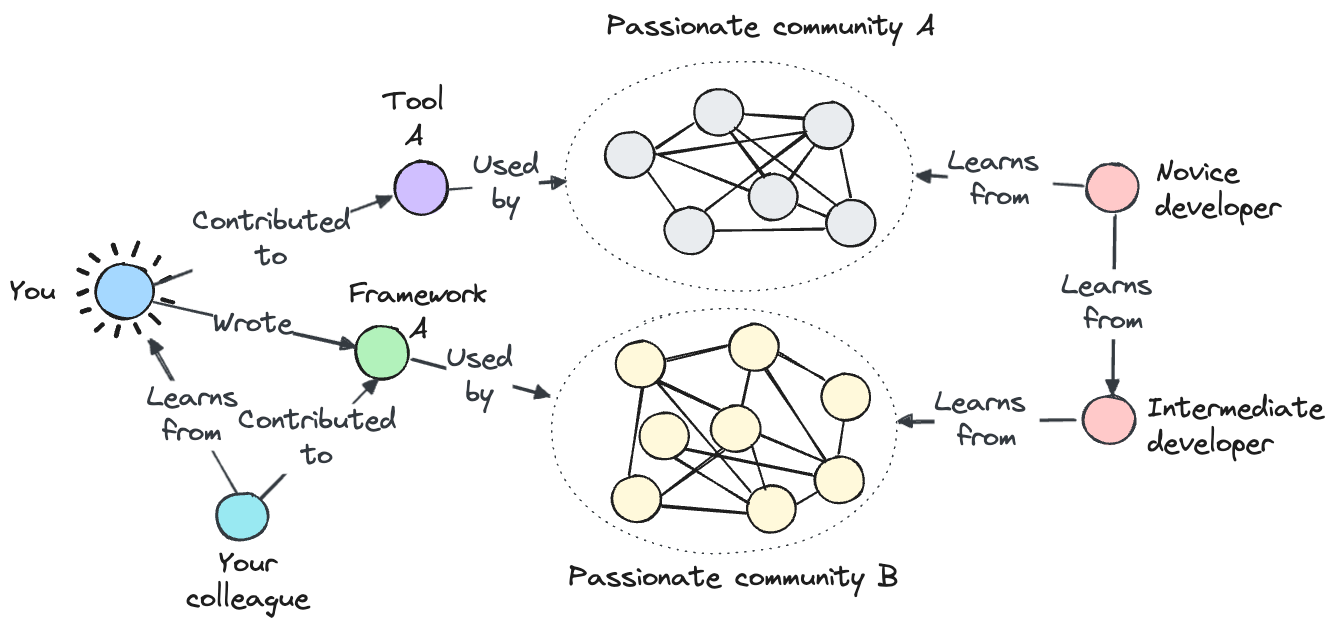 Passionate community A
Tool
A
Used
by
Learns
from
Novice
developer
Contributed
to
You
Framework
A
Wrote
Learns
from
Used
by
Learns
from
Contributed
to
Learns
from
Intermediate
developer
Your
colleague
Passionate community B